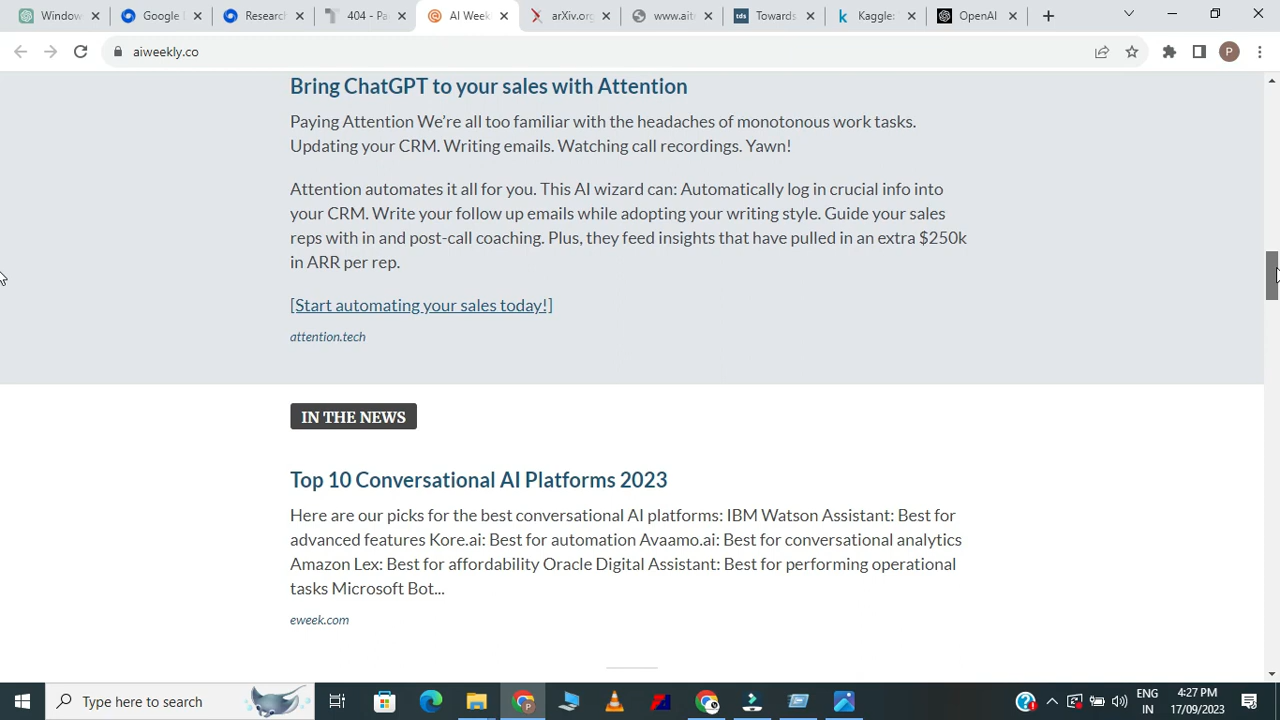 Window
Google
Research
404 - Pa
AI Week
arXiv.org
www.aite
tds
Towards
k
Kaggle:
OpenAI
aiweekly.co
P
Bring ChatGPT to your sales with Attention
Paying Attention We’re all too familiar with the headaches of monotonous work tasks.
Updating your CRM. Writing emails. Watching call recordings. Yawn!
Attention automates it all for you. This AI wizard can: Automatically log in crucial info into
your CRM. Write your follow up emails while adopting your writing style. Guide your sales
reps with in and post-call coaching. Plus, they feed insights that have pulled in an extra $250k
in ARR per rep.
[Start automating your sales today!]
attention.tech
IN THE NEWS
Top 10 Conversational AI Platforms 2023
Here are our picks for the best conversational AI platforms: IBM Watson Assistant: Best for
advanced features Kore.ai: Best for automation Avaamo.ai: Best for conversational analytics
Amazon Lex: Best for affordability Oracle Digital Assistant: Best for performing operational
tasks Microsoft Bot...
eweek.com
Type here to search
ENG
IN
4:27 PM
17/09/2023